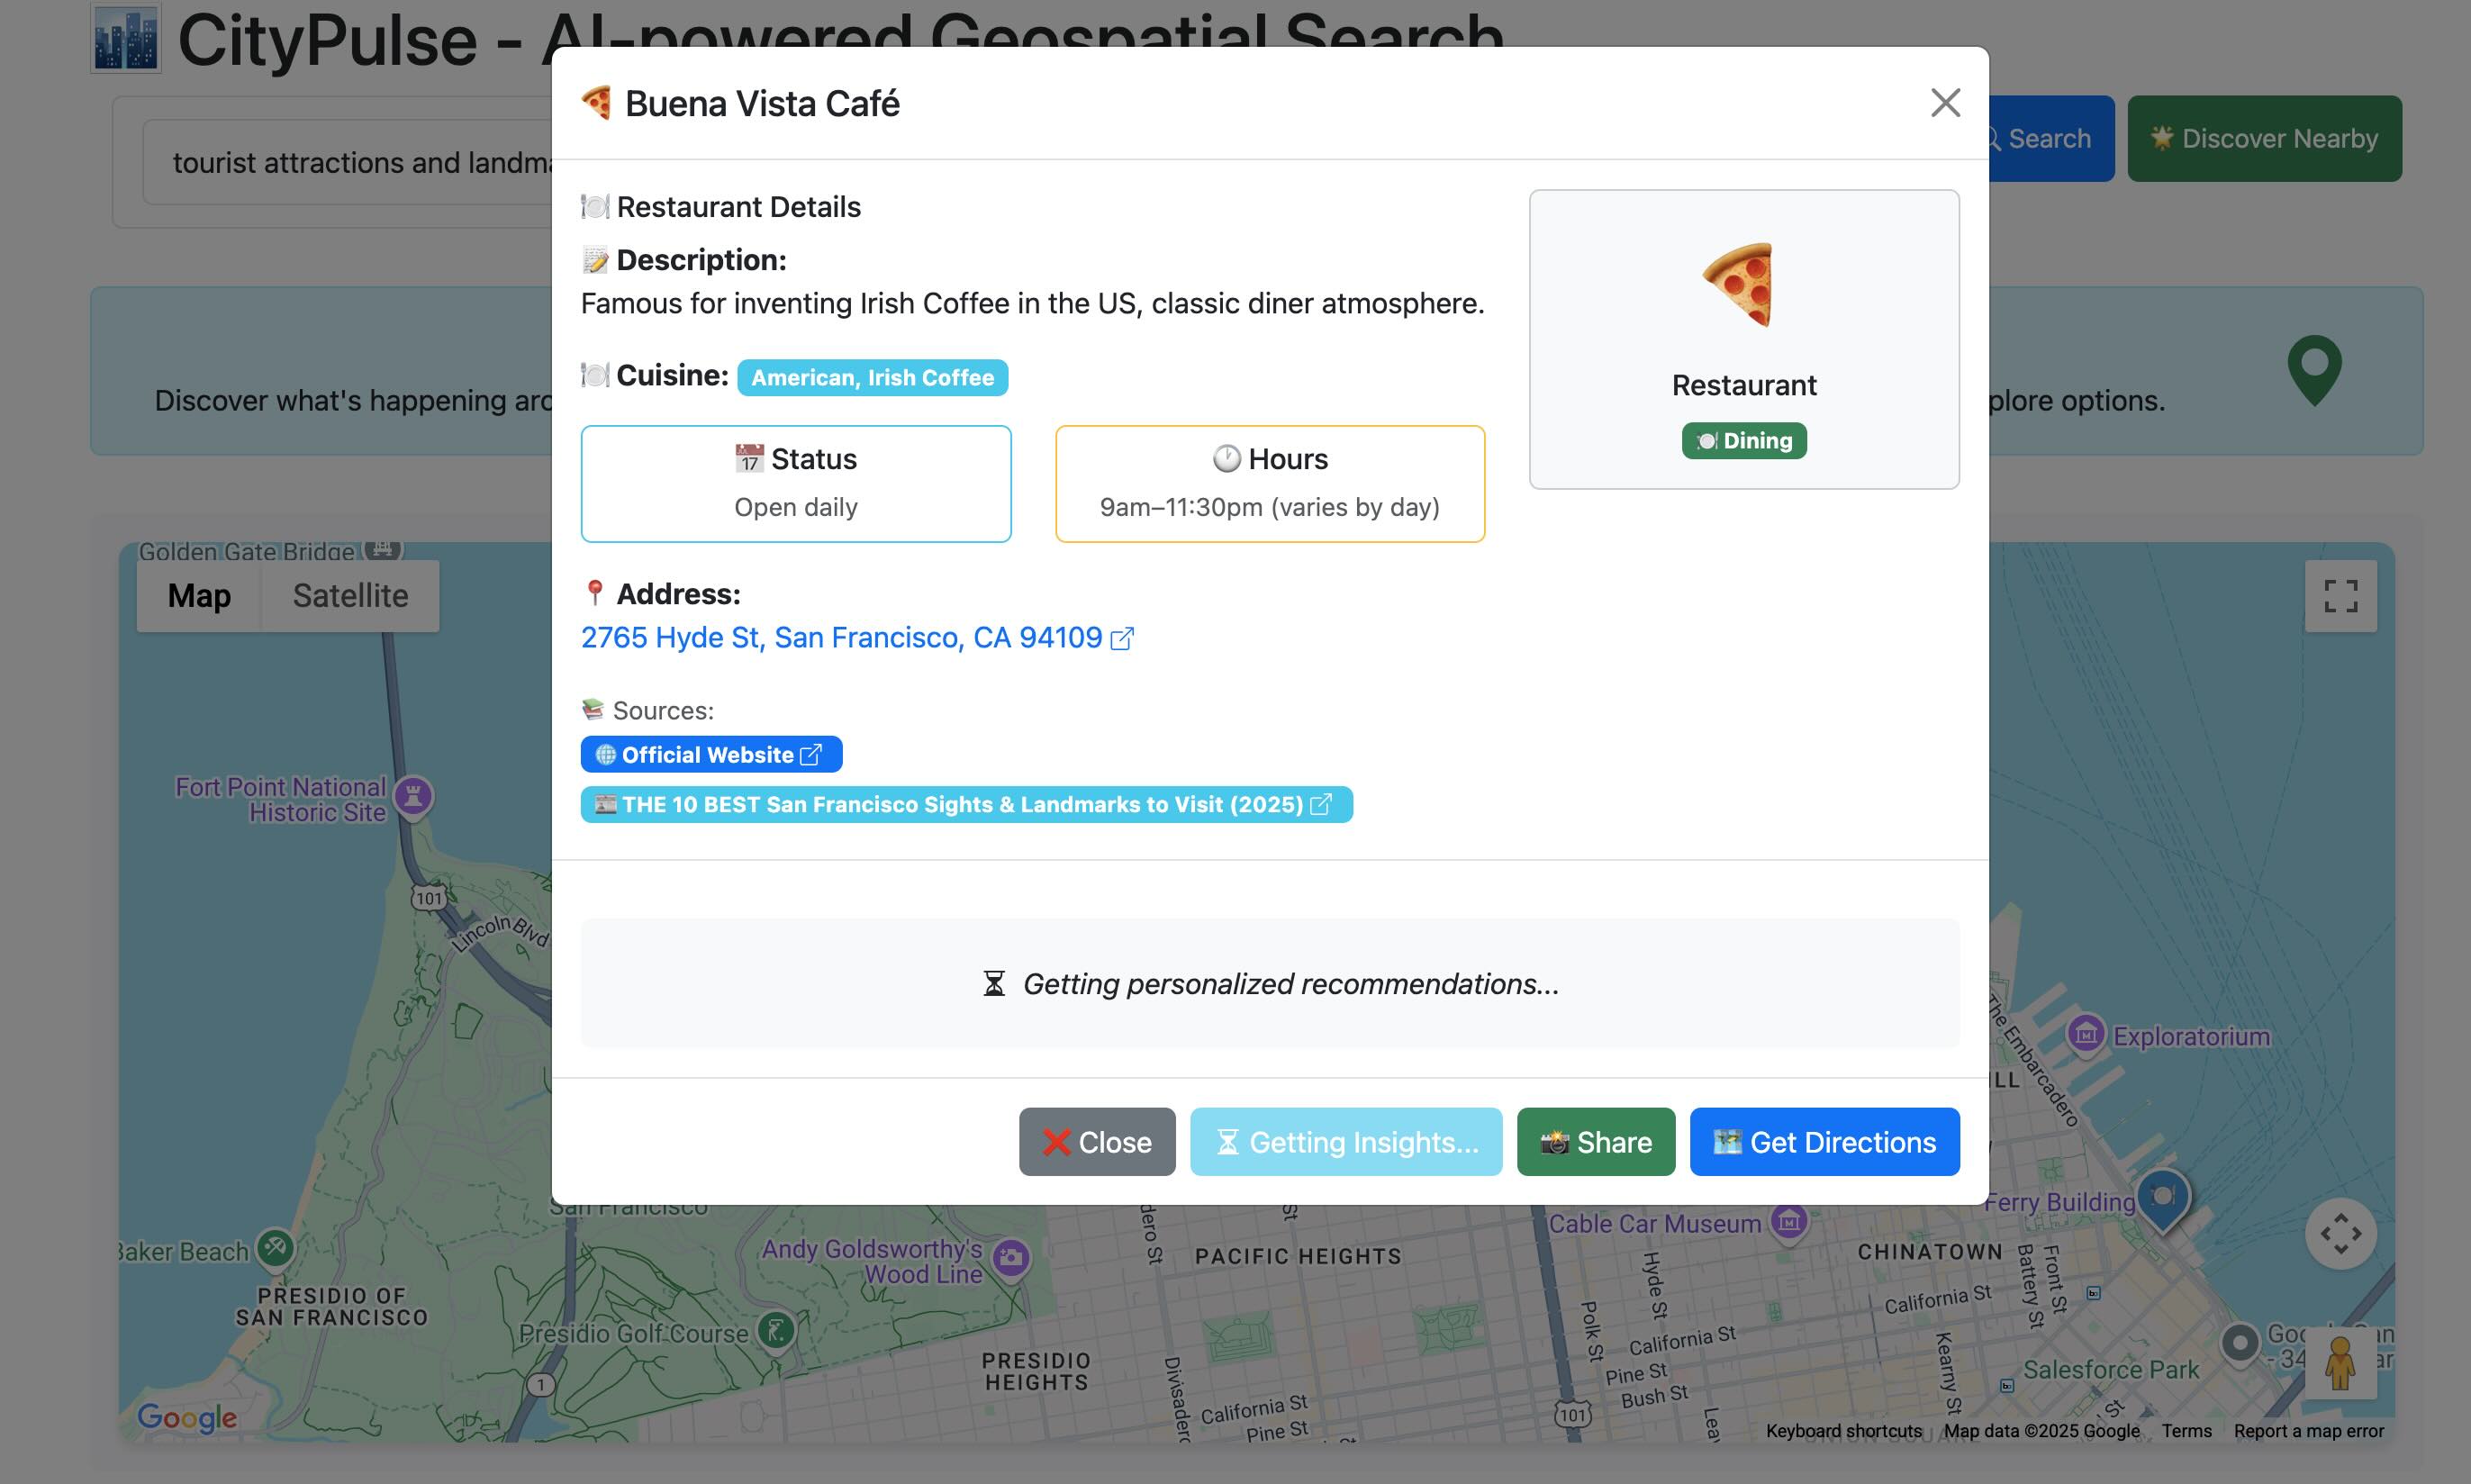 CityPulse - AI-powered Geospatial Search
tourist attractions and landma
Search
Discover Nearby
Discover what's happening aro
plore options.
Buena Vista Café
Restaurant Details
Description:
Famous for inventing Irish Coffee in the US, classic diner atmosphere.
Cuisine: American, Irish Coffee
17 Status
Open daily
Hours
9am–11:30pm (varies by day)
Restaurant
Dining
Address:
2765 Hyde St, San Francisco, CA 94109
Sources:
Official Website
THE 10 BEST San Francisco Sights & Landmarks to Visit (2025)
Getting personalized recommendations...
Close
Getting Insights...
Share
Get Directions
Golden Gate Bridge
Map
Satellite
Fort Point National
Historic Site
101
Lincoln Blvd
Exploratorium
The Embarcadero
ILL
San Francisco
Ferry Building
Cable Car Museum
Baker Beach
Andy Goldsworthy's
Wood Line
PACIFIC HEIGHTS
CHINATOWN
PRESIDIO OF
SAN FRANCISCO
Presidio Golf Course
PRESIDIO
HEIGHTS
dero St
St
Hyde St
Polk St
California St
Battery St
Front St
California St
Pine St
Bush St
Kearny St
Salesforce Park
1
Divisadero
California St
Pine St
101
Google
Keyboard shortcuts
Map data ©2025 Google
Terms
Report a map error